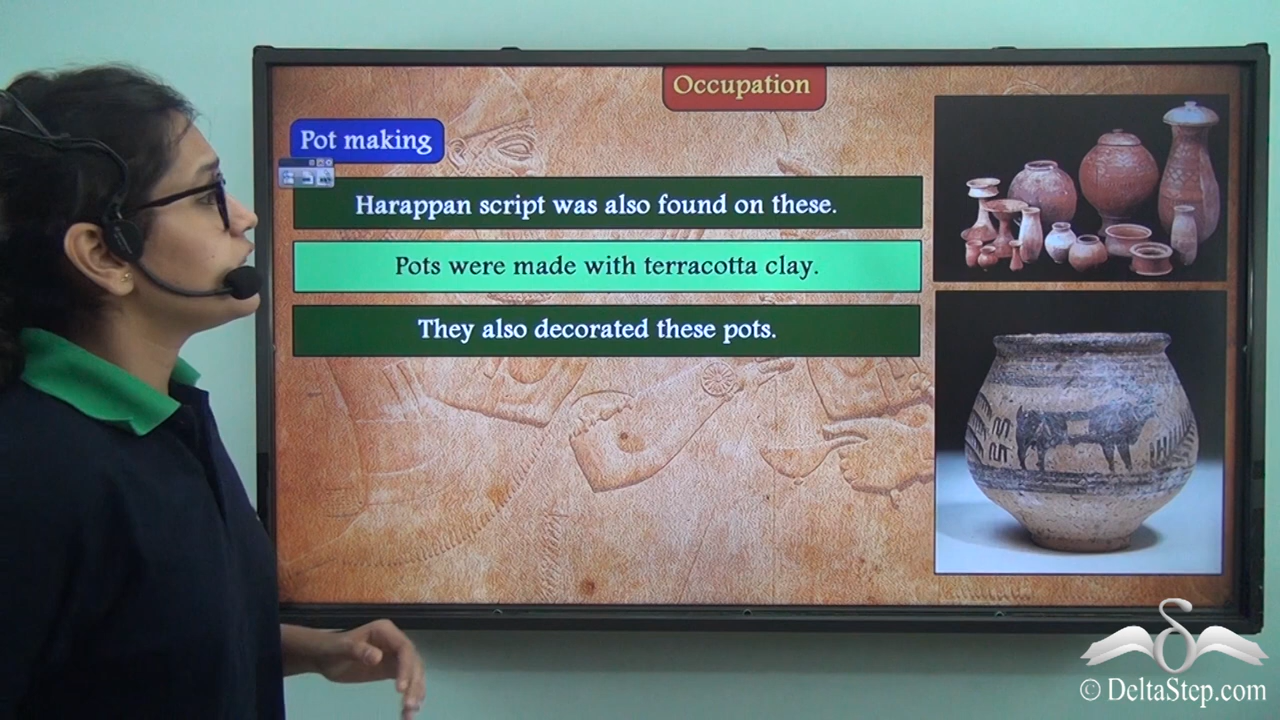 Occupation
Pot making
Harappan script was also found on these.
Pots were made with terracotta clay.
They also decorated these pots.
© DeltaStep.com